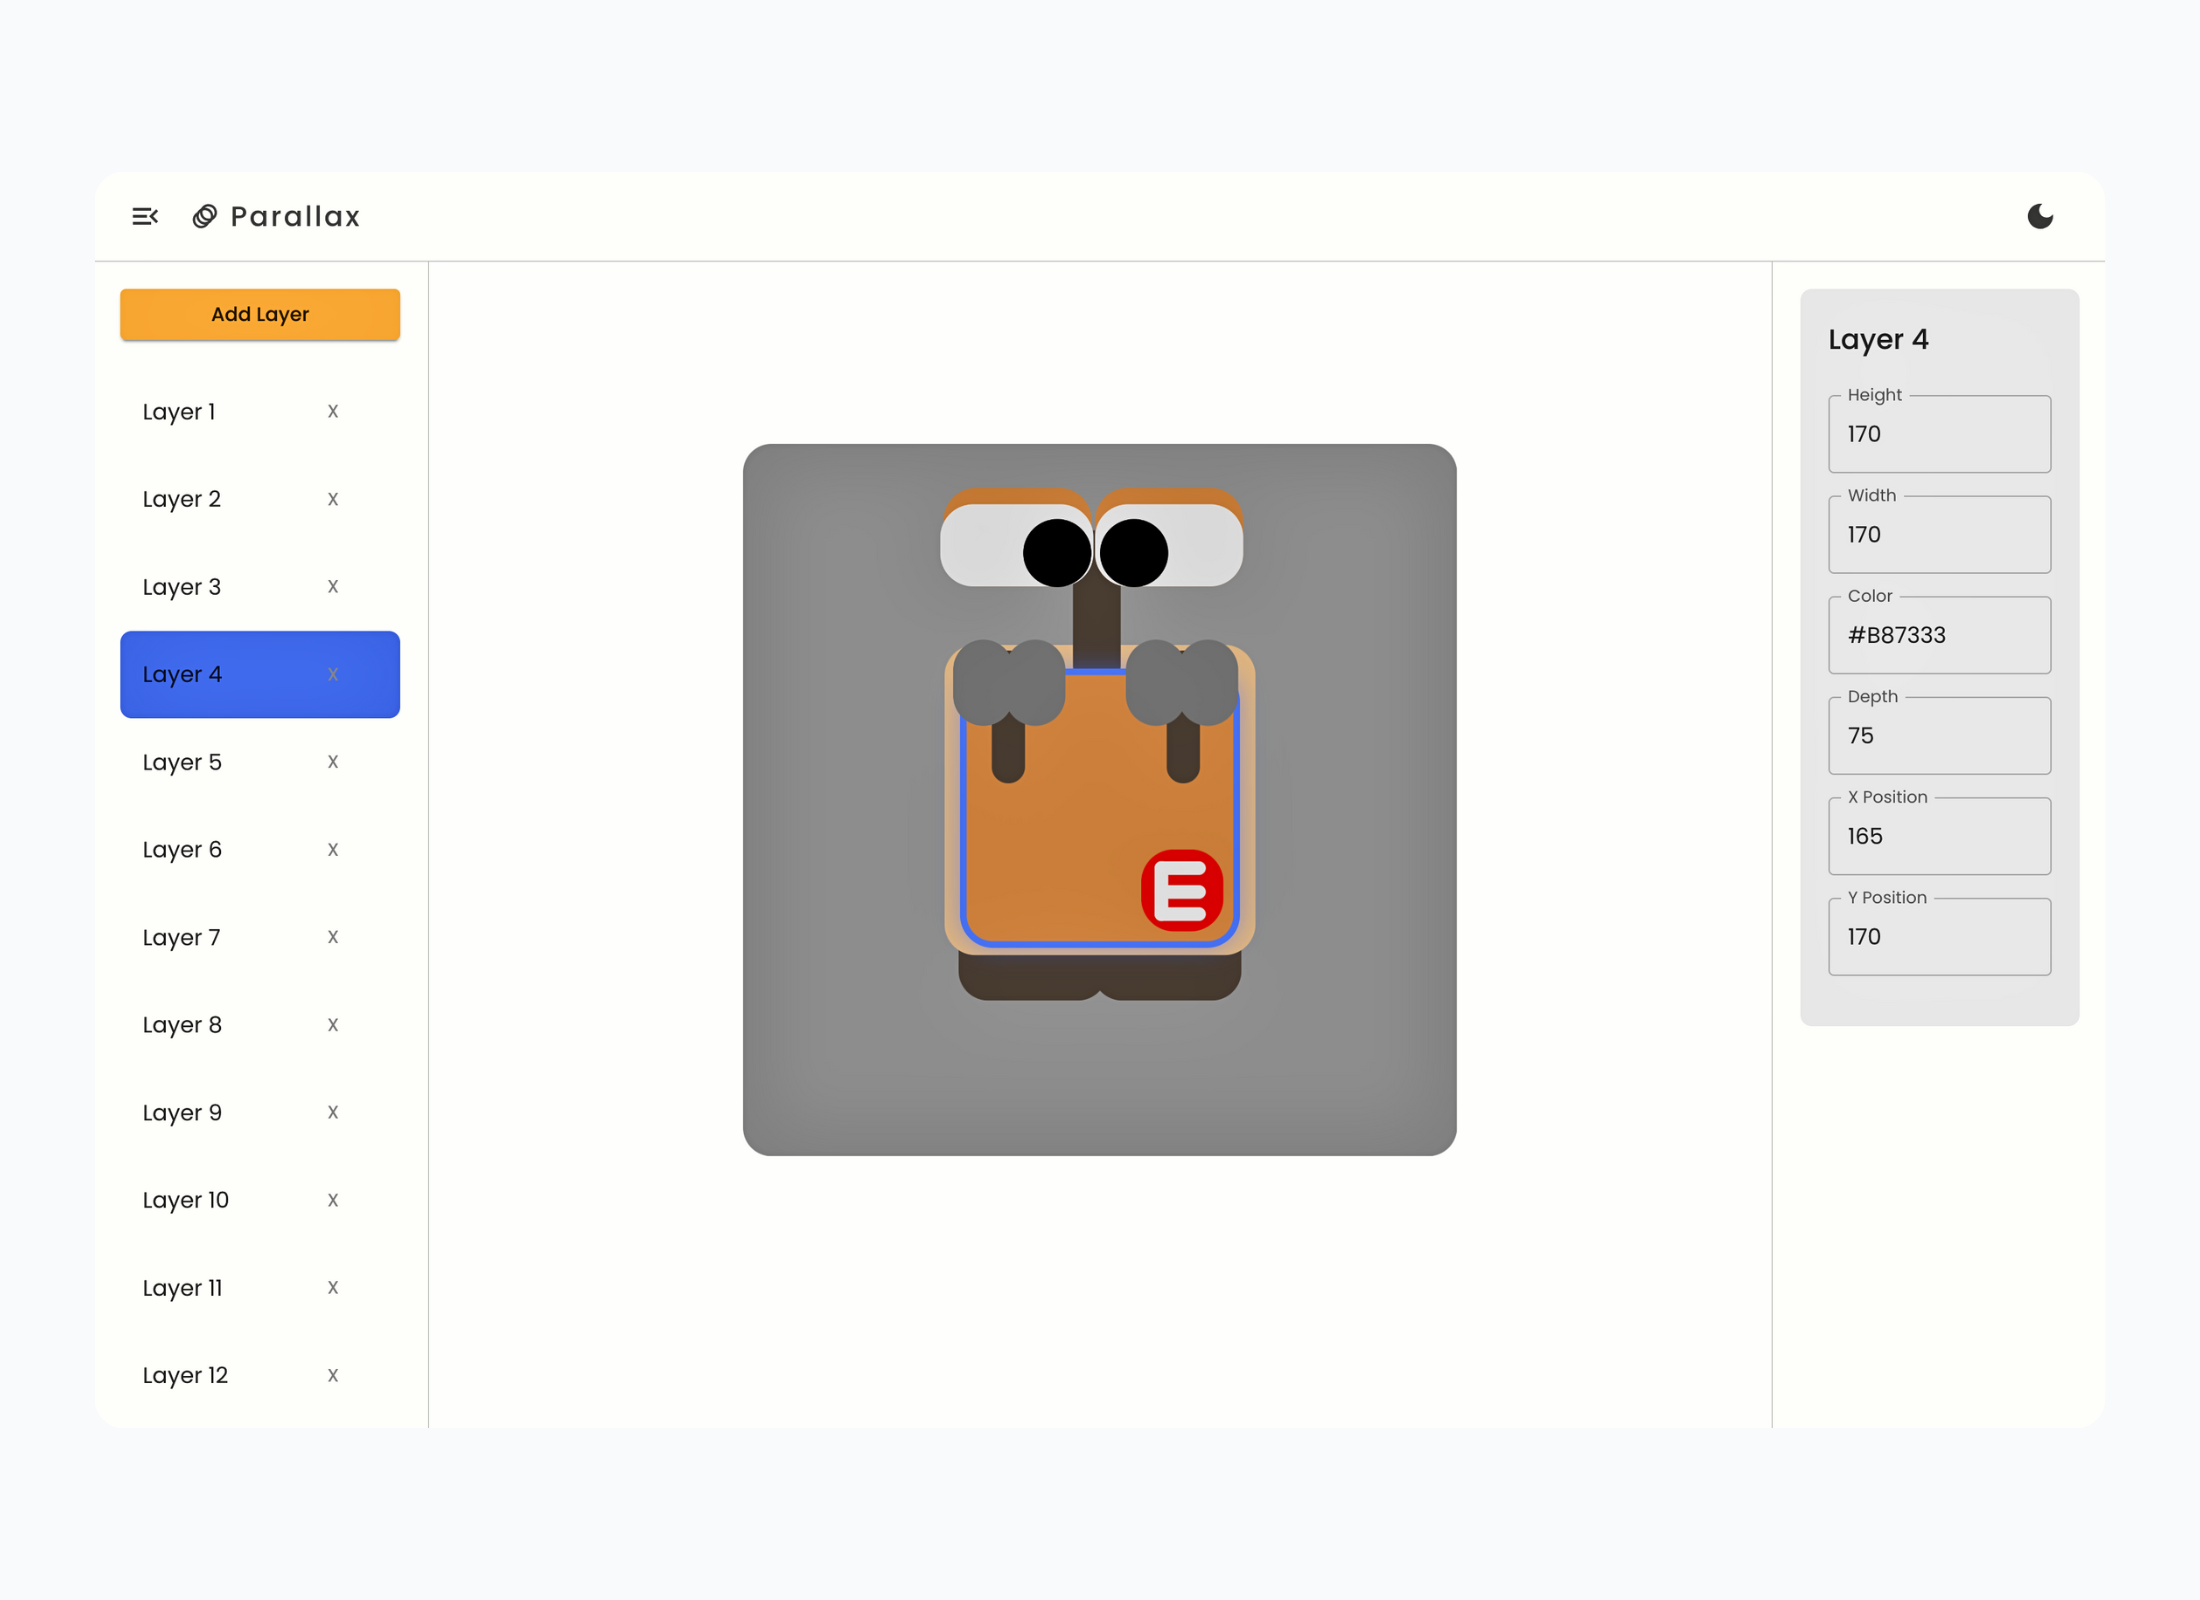 Parallax
Add Layer
Layer 1 X
Layer 2 X
Layer 3 X
Layer 4 X
Layer 5 X
Layer 6 X
Layer 7 X
Layer 8 X
Layer 9 X
Layer 10 X
Layer 11 X
Layer 12 X
E
Layer 4
Height
170
Width
170
Color
#B87333
Depth
75
X Position
165
Y Position
170